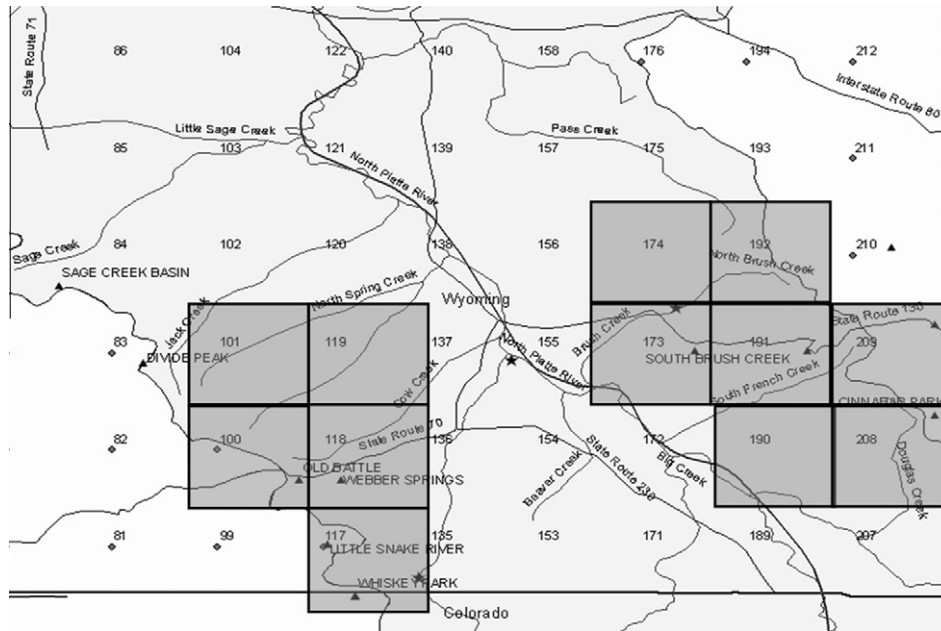 State Route 71
86 104 122 140 158 176 194 212
Interstate Route 80
Little Sage Creek
Pass Creek
85 103 121 139 157 175 193 211
North Platte River
84 102 120 138 156 174 192 210
Sage Creek
North Brush Creek
SAGE CREEK BASIN
North Spring Creek
Wyoming
Jack Creek
Brush Creek
State Route 130
83 101 119 137 155 173 191 209
DIVIDE PEAK
North Platte River
SOUTH BRUSH CREEK
Cow Creek
South French Creek
CINNABAR PARK
82 100 118 136 154 172 190 208
State Route 70
State Route 230
Big Creek
Douglas Creek
OLD BATTLE
WEBBER SPRINGS
Beaver Creek
81 99 117 135 153 171 189 207
LITTLE SNAKE RIVER
WHISKEY PARK
Colorado